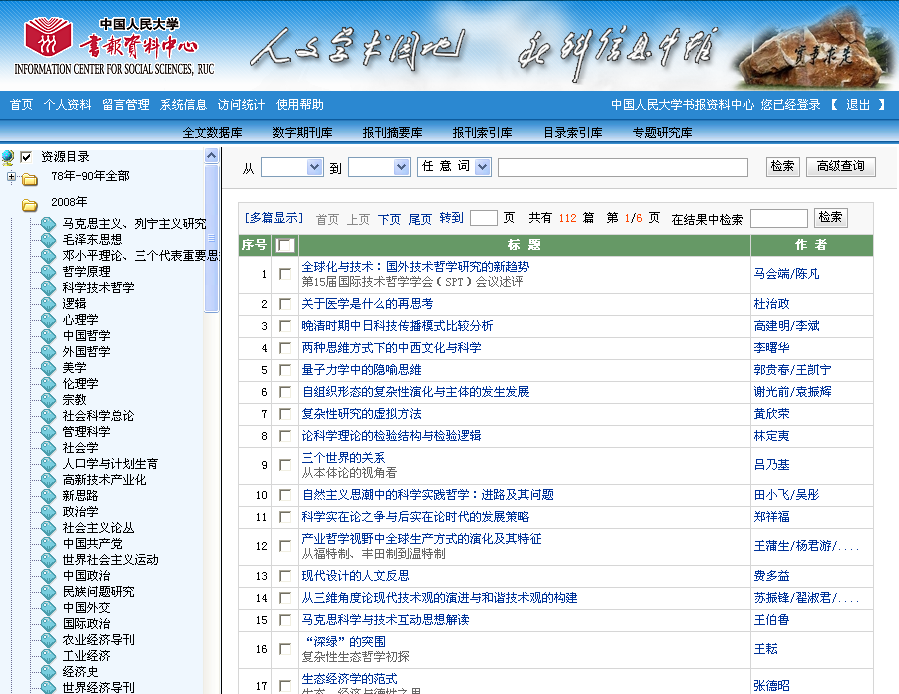 中国人民大学
書報資料中心
INFORMATION CENTER FOR SOCIAL SCIENCES, RUC
人文学术园地
首页 个人资料 留言管理 系统信息 访问统计 使用帮助
中国人民大学书报资料中心 您已经登录 【 退出 】
全文数据库 数字期刊库 报刊摘要库 报刊索引库 目录索引库 专题研究库
资源目录
78年-90年全部
2008年
马克思主义、列宁主义研究
毛泽东思想
邓小平理论、三个代表重要思
哲学原理
科学技术哲学
逻辑
心理学
中国哲学
外国哲学
美学
伦理学
宗教
社会科学总论
管理科学
社会学
人口学与计划生育
高新技术产业化
新思路
政治学
社会主义论丛
中国共产党
世界社会主义运动
中国政治
民族问题研究
中国外交
国际政治
农业经济导刊
工业经济
经济史
世界经济导刊
从 到 任 意 词 检索 高级查询
[多篇显示] 首页 上页 下页 尾页 转到 页 共有 112 篇 第 1/6 页 在结果中检索 检索
序号 标 题 作 者
1 全球化与技术：国外技术哲学研究的新趋势 马会端/陈凡
第15届国际技术哲学学会（SPT）会议述评
2 关于医学是什么的再思考 杜治政
3 晚清时期中日科技传播模式比较分析 高建明/李斌
4 两种思维方式下的中西文化与科学 李曙华
5 量子力学中的隐喻思维 郭贵春/王凯宁
6 自组织形态的复杂性演化与主体的发生发展 谢光前/袁振辉
7 复杂性研究的虚拟方法 黄欣荣
8 论科学理论的检验结构与检验逻辑 林定夷
9 三个世界的关系 吕乃基
从本体论的视角看
10 自然主义思潮中的科学实践哲学：进路及其问题 田小飞/吴彤
11 科学实在论之争与后实在论时代的发展策略 郑祥福
12 产业哲学视野中全球生产方式的演化及其特征 王蒲生/杨君游/....
从福特制、丰田制到温特制
13 现代设计的人文反思 费多益
14 从三维角度论现代技术观的演进与和谐技术观的构建 苏振锋/翟淑君/....
15 马克思科学与技术互动思想解读 王伯鲁
16 “深绿”的突围 王耘
复杂性生态哲学初探
17 生态经济学的范式 张德昭
生态、经济与德性之思